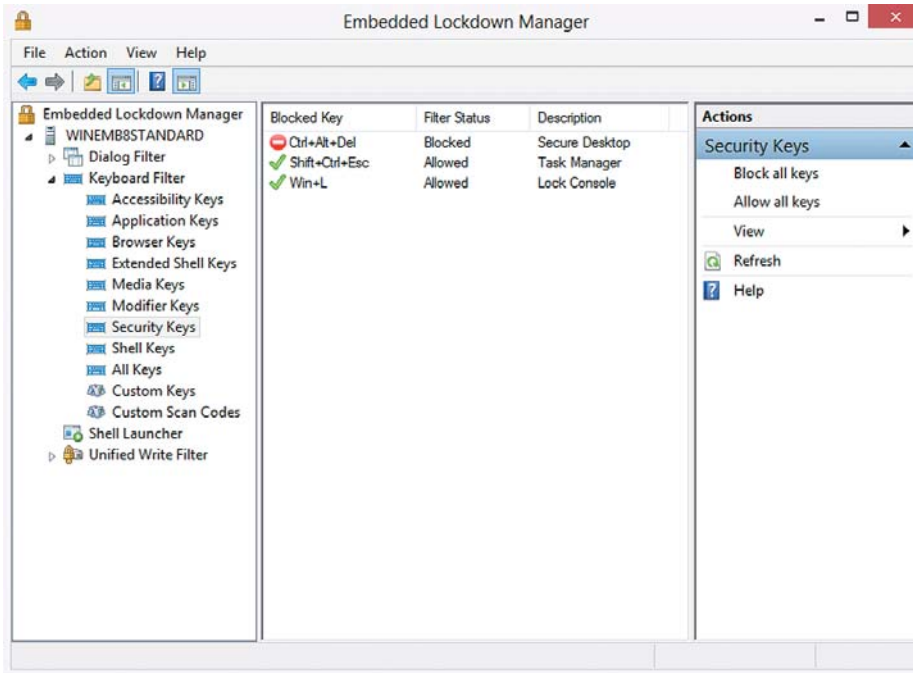 Embedded Lockdown Manager
File Action View Help
Embedded Lockdown Manager
WINEMB8STANDARD
Dialog Filter
Keyboard Filter
Accessibility Keys
Application Keys
Browser Keys
Extended Shell Keys
Media Keys
Modifier Keys
Security Keys
Shell Keys
All Keys
Custom Keys
Custom Scan Codes
Shell Launcher
Unified Write Filter
Blocked Key Filter Status Description
Ctrl+Alt+Del Blocked Secure Desktop
Shift+Ctrl+Esc Allowed Task Manager
Win+L Allowed Lock Console
Actions
Security Keys
Block all keys
Allow all keys
View
Refresh
Help